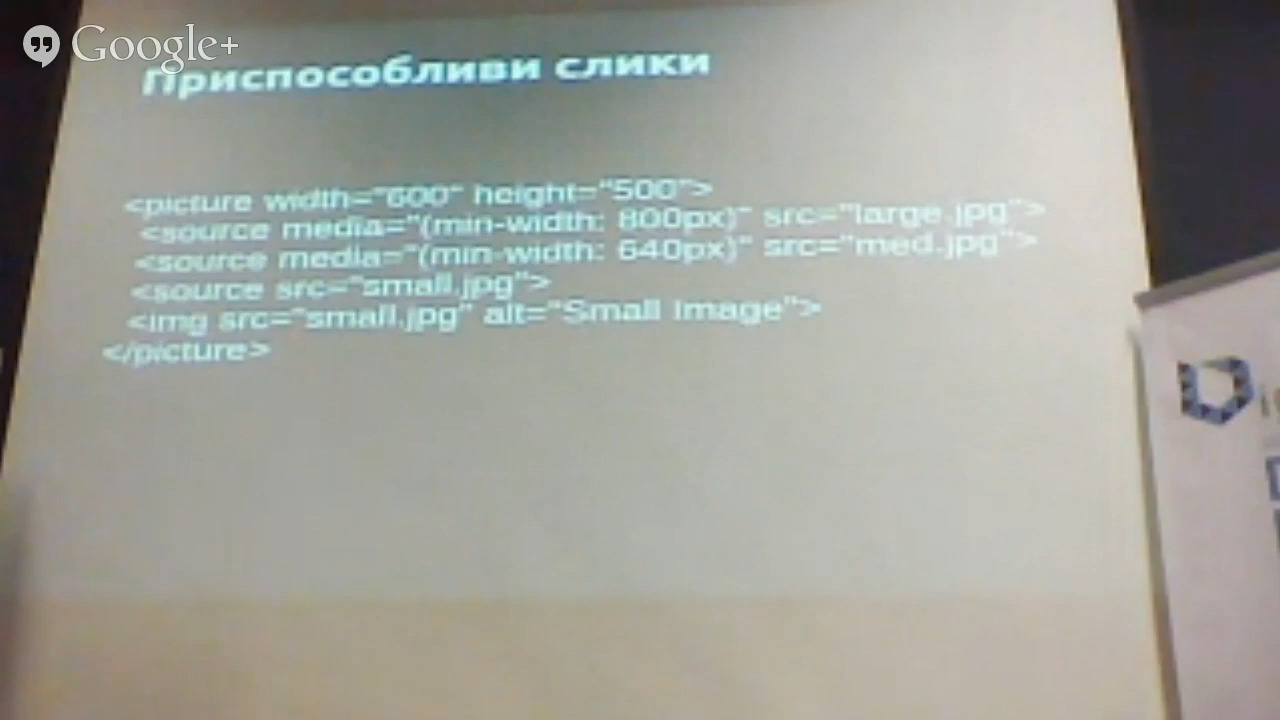 Google+
Приспособливи слики
<picture width="600" height="500">
<source media="(min-width: 800px)" src="large.jpg">
<source media="(min-width: 640px)" src="med.jpg">
<source src="small.jpg">
<img src="small.jpg" alt="Small Image">
</picture>